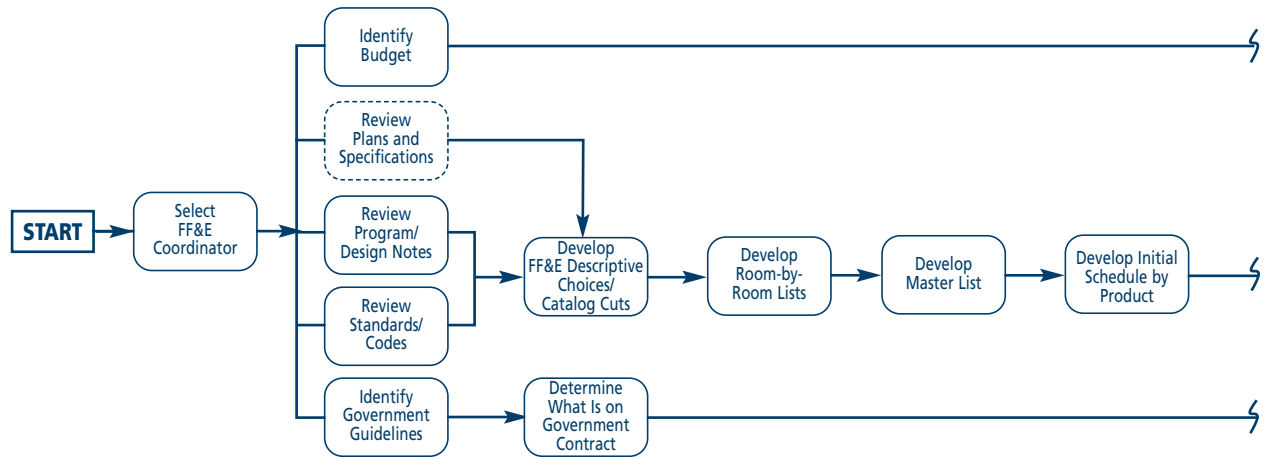 START
Select
FF&E
Coordinator
Identify
Budget
Review
Plans and
Specifications
Review
Program/
Design Notes
Review
Standards/
Codes
Identify
Government
Guidelines
Develop
FF&E Descriptive
Choices/
Catalog Cuts
Determine
What Is on
Government
Contract
Develop
Room-by-
Room Lists
Develop
Master List
Develop Initial
Schedule by
Product